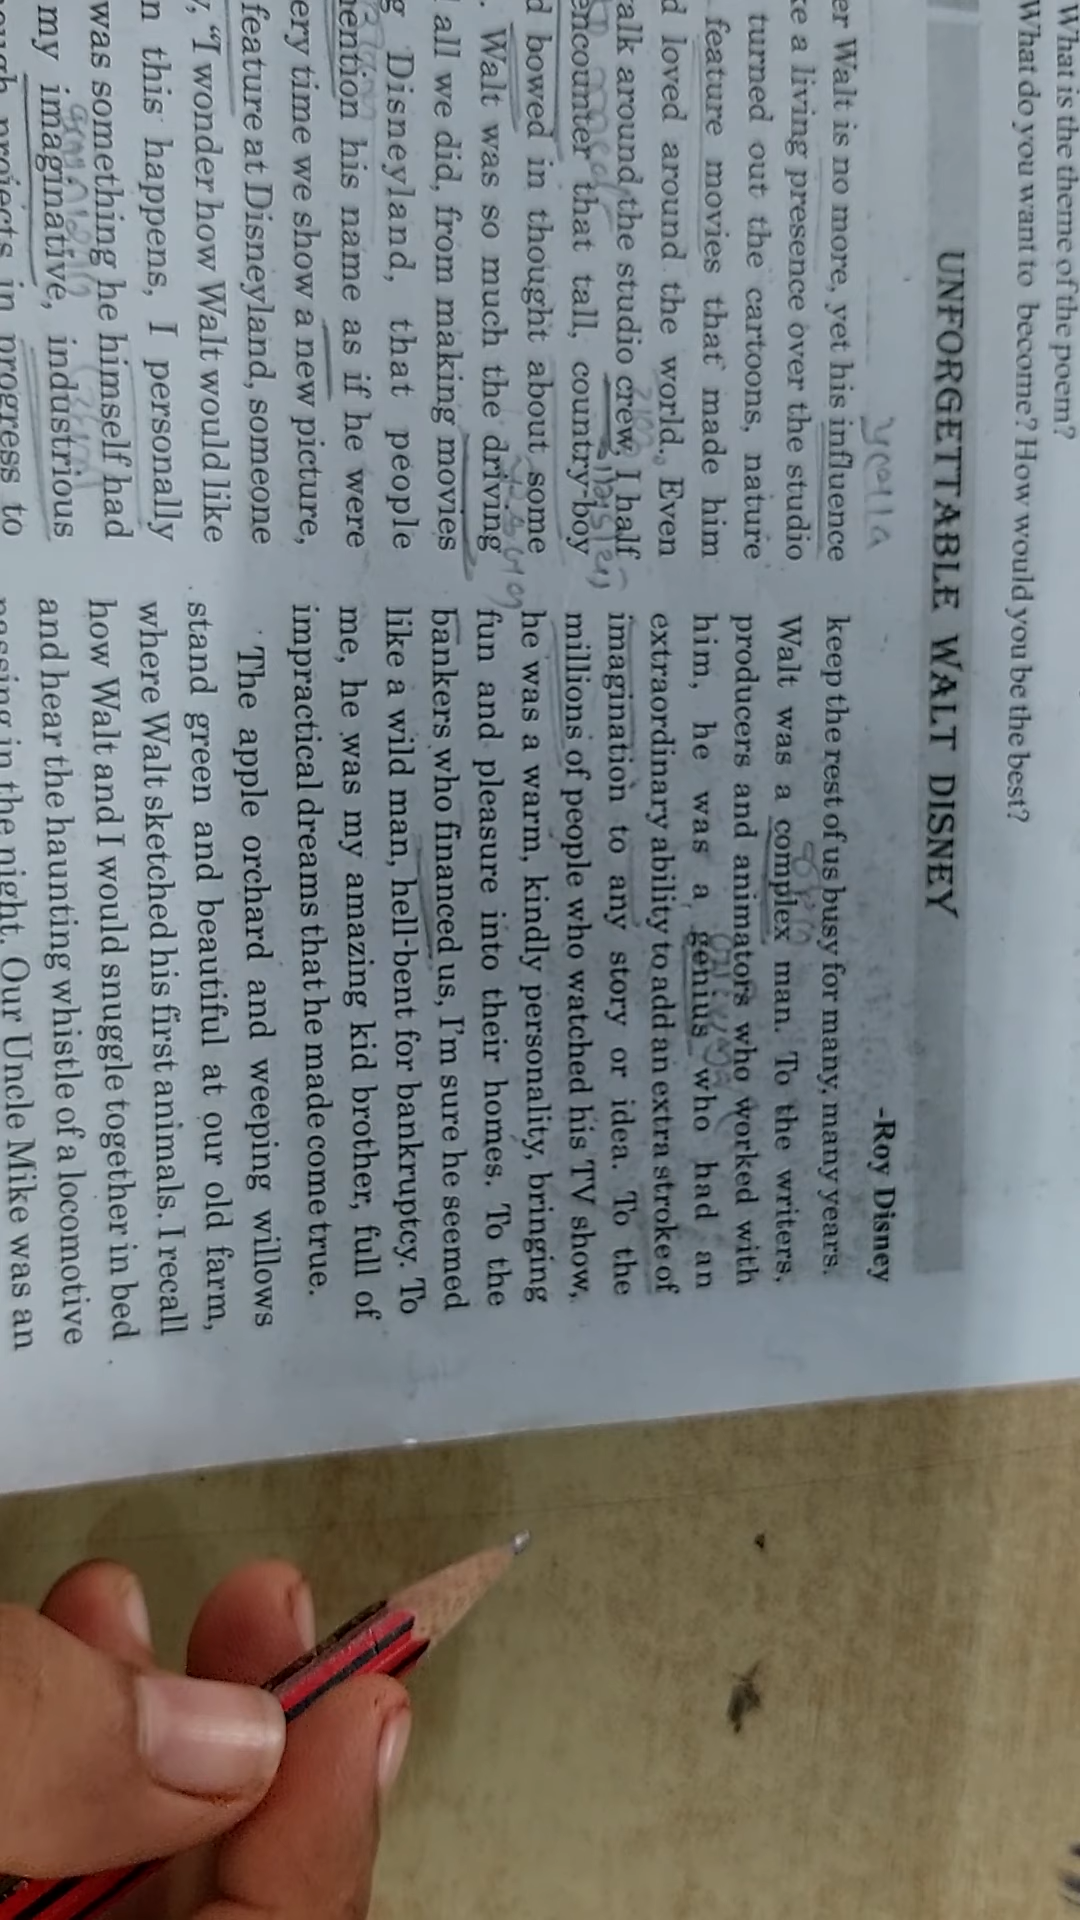 What is the theme of the poem?
What do you want to become? How would you be the best?
UNFORGETTABLE WALT DISNEY
-Roy Disney
er Walt is no more, yet his influence
ke a living presence over the studio
turned out the cartoons, nature
feature movies that made him
d loved around the world. Even
alk around the studio crew, I half
encounter that tall, country-boy
d bowed in thought about some
. Walt was so much the driving
all we did, from making movies
g Disneyland, that people
mention his name as if he were
ery time we show a new picture,
feature at Disneyland, someone
y, “I wonder how Walt would like
n this happens, I personally
was something he himself had
my imaginative, industrious
projects in progress to
keep the rest of us busy for many, many years.
Walt was a complex man. To the writers,
producers and animators who worked with
him, he was a genius who had an
extraordinary ability to add an extra stroke of
imagination to any story or idea. To the
millions of people who watched his TV show,
he was a warm, kindly personality, bringing
fun and pleasure into their homes. To the
bankers who financed us, I'm sure he seemed
like a wild man, hell-bent for bankruptcy. To
me, he was my amazing kid brother, full of
impractical dreams that he made come true.
The apple orchard and weeping willows
stand green and beautiful at our old farm,
where Walt sketched his first animals. I recall
how Walt and I would snuggle together in bed
and hear the haunting whistle of a locomotive
passing in the night. Our Uncle Mike was an